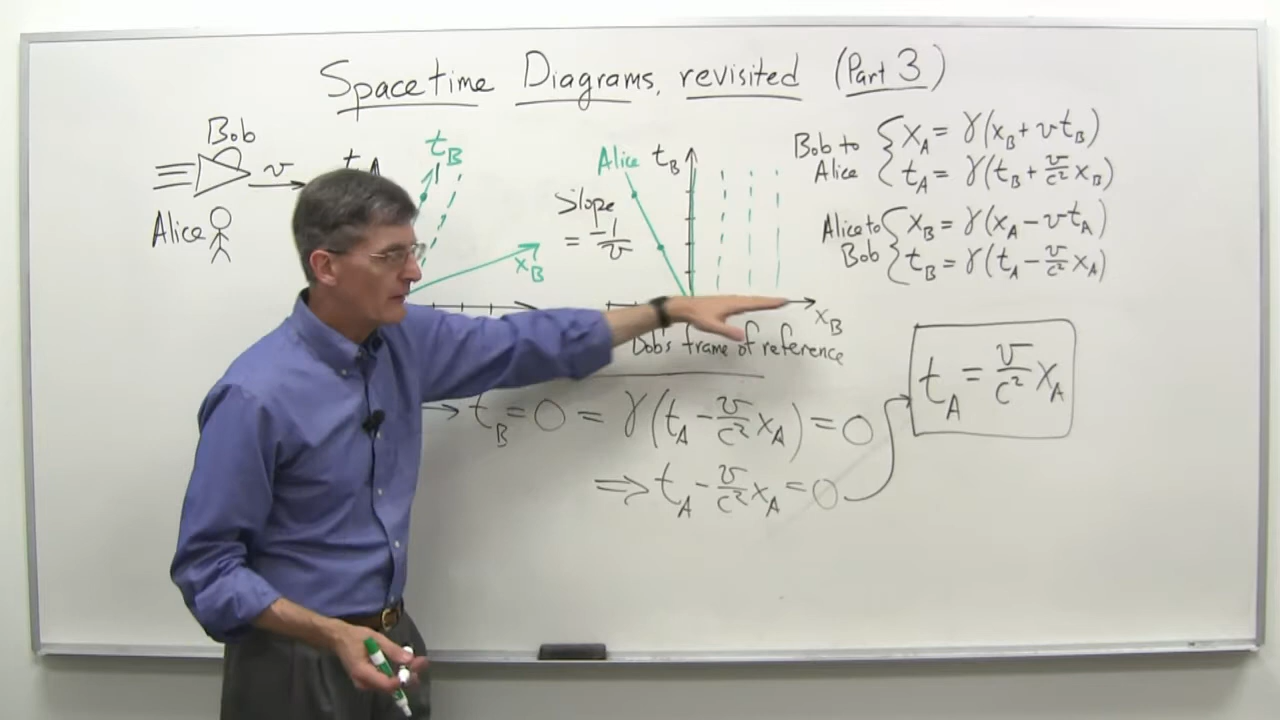 Spacetime Diagrams, revisited (Part 3)
Bob
v
Alice
t_A
t_B
x_B
Alice
t_B
Slope
= -1/v
x_B
Bob's frame of reference
Bob to Alice { x_A = γ(x_B + vt_B)
t_A = γ(t_B + v/c² x_B)
Alice to Bob { x_B = γ(x_A - vt_A)
t_B = γ(t_A - v/c² x_A)
→ t_B = 0 = γ(t_A - v/c² x_A) = 0
⇒ t_A - v/c² x_A = 0
t_A = v/c² x_A